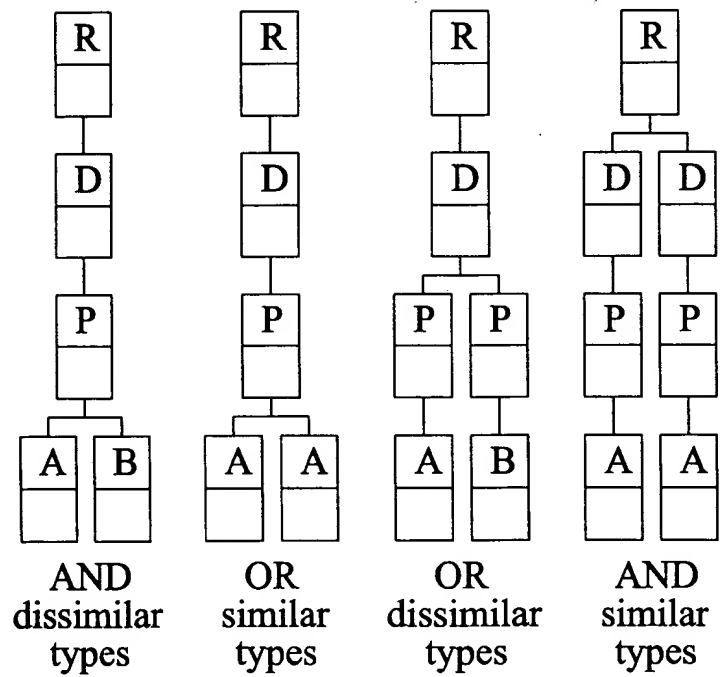 R R R R
D D D D D
P P P P P
A B A A A B A A
AND
dissimilar
types
OR
similar
types
OR
dissimilar
types
AND
similar
types